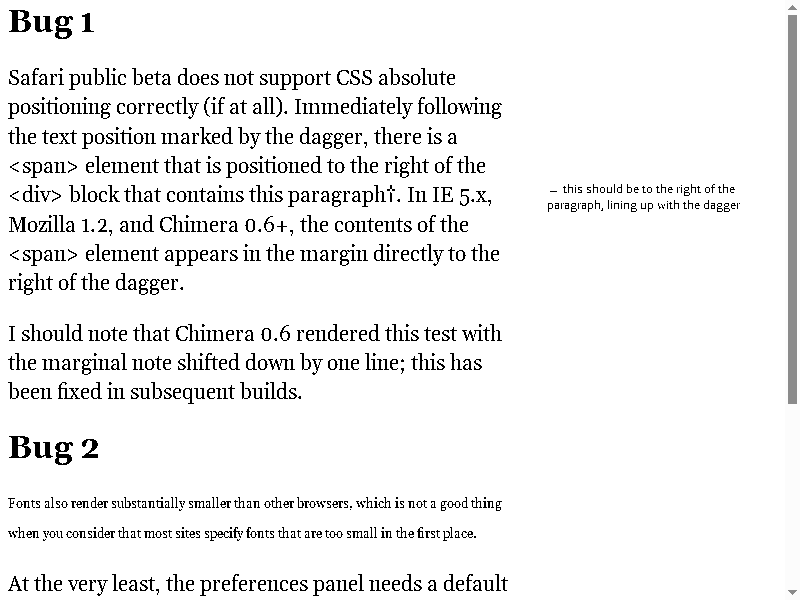 Bug 1
Safari public beta does not support CSS absolute
positioning correctly (if at all). Immediately following
the text position marked by the dagger, there is a
<span> element that is positioned to the right of the
<div> block that contains this paragraph†. In IE 5.x,
Mozilla 1.2, and Chimera 0.6+, the contents of the
<span> element appears in the margin directly to the
right of the dagger.
— this should be to the right of the
paragraph, lining up with the dagger
I should note that Chimera 0.6 rendered this test with
the marginal note shifted down by one line; this has
been fixed in subsequent builds.
Bug 2
Fonts also render substantially smaller than other browsers, which is not a good thing
when you consider that most sites specify fonts that are too small in the first place.
At the very least, the preferences panel needs a default